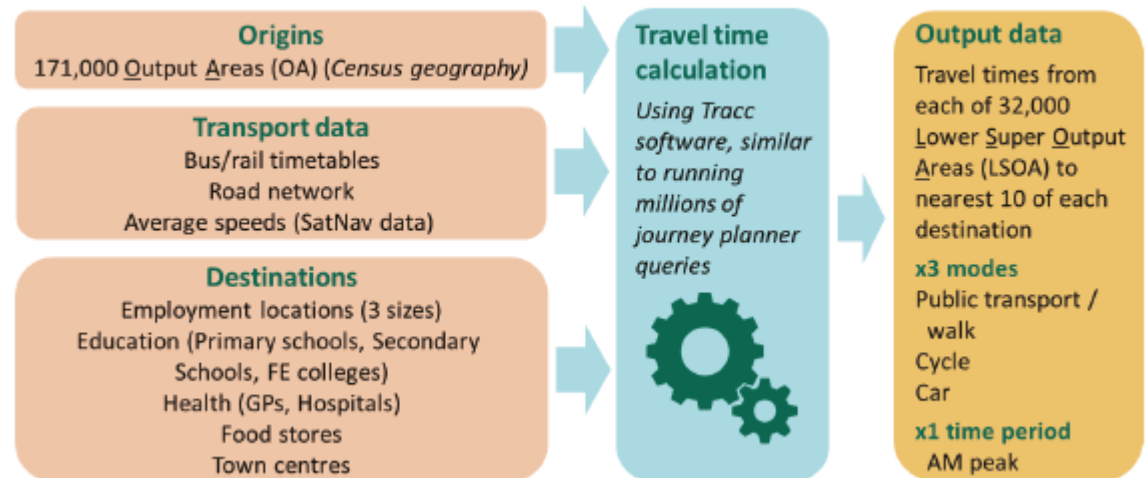 Origins
171,000 Output Areas (OA) (Census geography)
Transport data
Bus/rail timetables
Road network
Average speeds (SatNav data)
Destinations
Employment locations (3 sizes)
Education (Primary schools, Secondary
Schools, FE colleges)
Health (GPs, Hospitals)
Food stores
Town centres
Travel time
calculation
Using Tracc
software, similar
to running
millions of
journey planner
queries
Output data
Travel times from
each of 32,000
Lower Super Output
Areas (LSOA) to
nearest 10 of each
destination
x3 modes
Public transport /
walk
Cycle
Car
x1 time period
AM peak